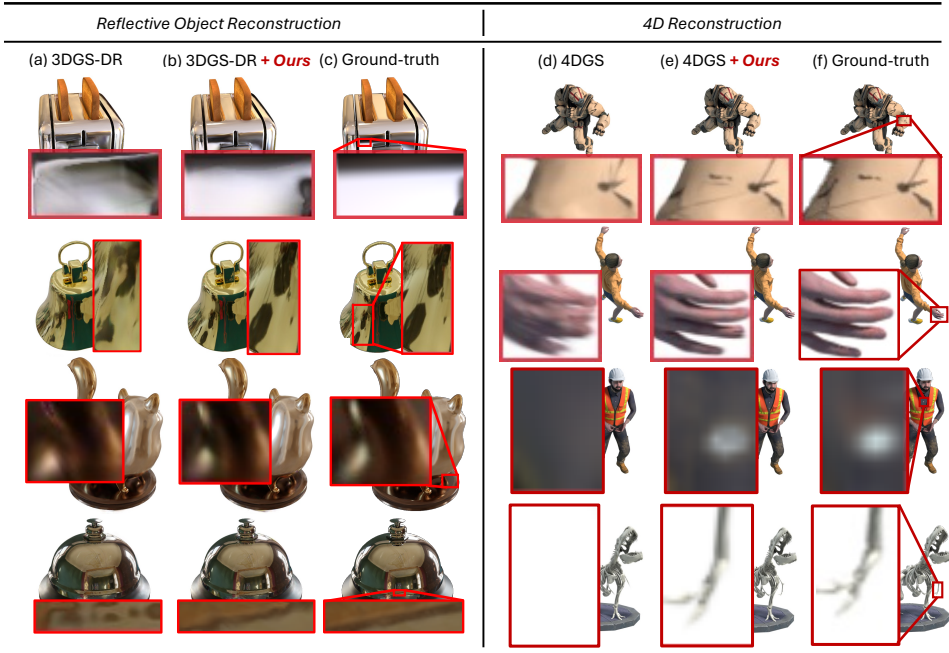 Reflective Object Reconstruction
4D Reconstruction
(a) 3DGS-DR
(b) 3DGS-DR + Ours
(c) Ground-truth
(d) 4DGS
(e) 4DGS + Ours
(f) Ground-truth